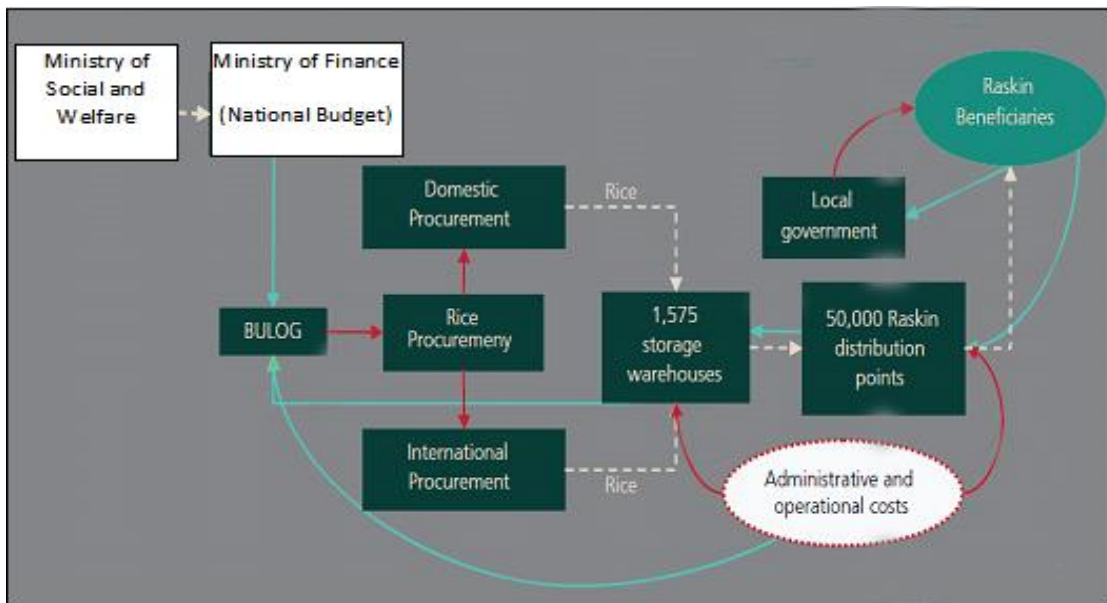 Ministry of
Social and
Welfare
Ministry of Finance
(National Budget)
Raskin
Beneficiaries
Domestic
Procurement
Rice
Local
government
BULOG
Rice
Procuremeny
1,575
storage
warehouses
50,000 Raskin
distribution
points
International
Procurement
Rice
Administrative and
operational costs